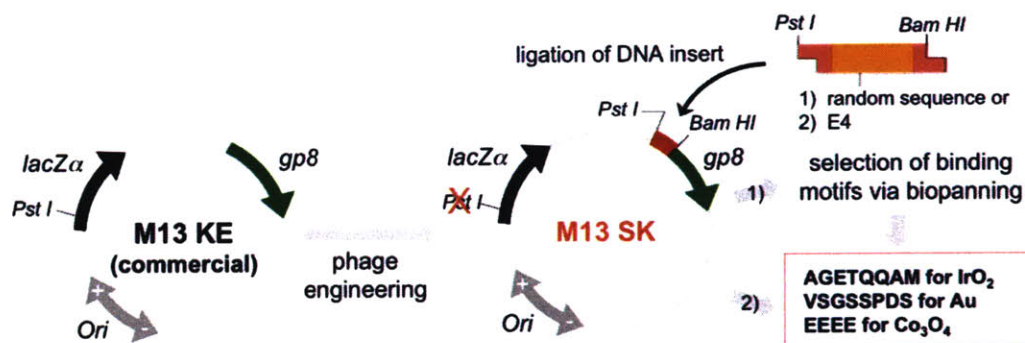 Pst I
Bam HI
ligation of DNA insert
1) random sequence or
2) E4
Pst I
Bam HI
lacZα
gp8
lacZα
gp8
selection of binding
motifs via biopanning
1)
Pst I
Pst I
M13 KE
(commercial)
M13 SK
phage
engineering
2)
AGETQQAM for IrO₂
VSGSSPDS for Au
EEEE for Co₃O₄
+
-
Ori
+
-
Ori